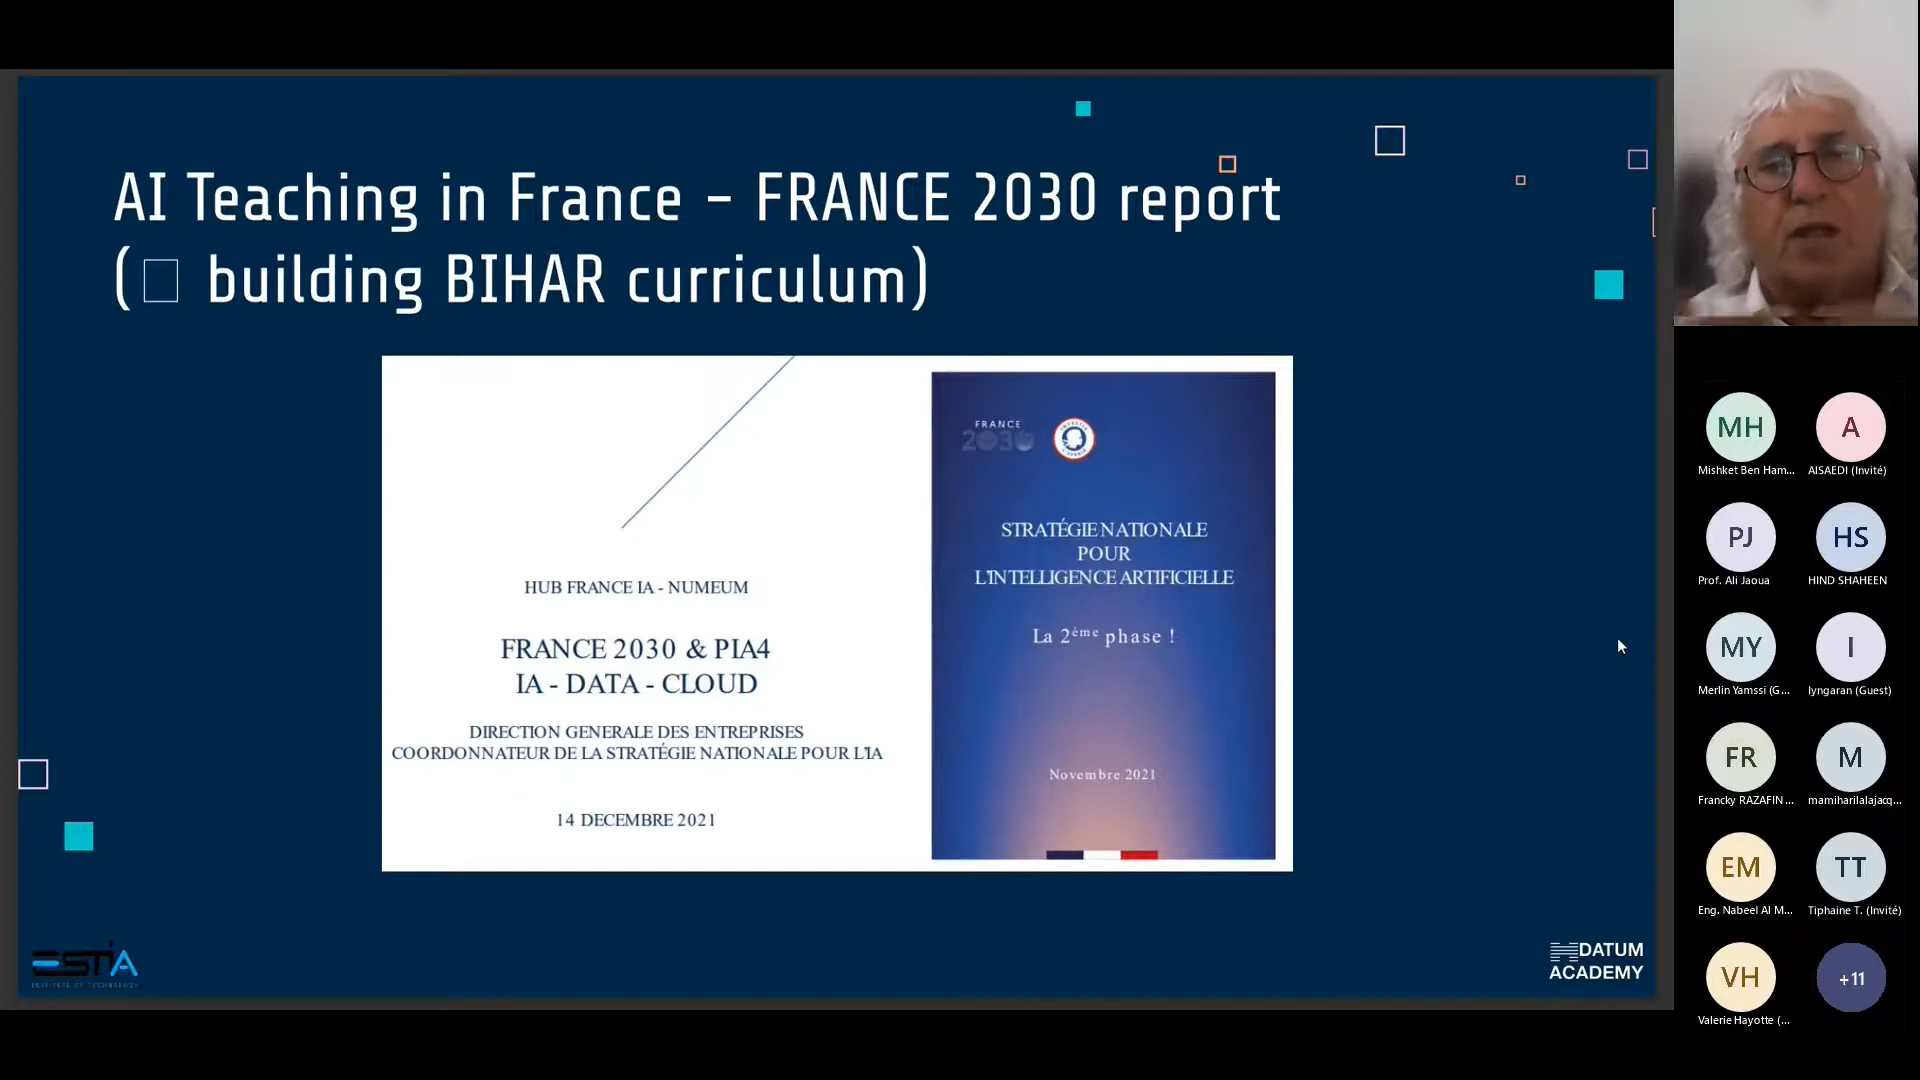 AI Teaching in France – FRANCE 2030 report
(□ building BIHAR curriculum)
HUB FRANCE IA - NUMEUM
FRANCE 2030 & PIA4
IA - DATA - CLOUD
DIRECTION GENERALE DES ENTREPRISES
COORDONNATEUR DE LA STRATÉGIE NATIONALE POUR L'IA
14 DECEMBRE 2021
FRANCE
2030
STRATÉGIE NATIONALE
POUR
L'INTELLIGENCE ARTIFICIELLE
La 2ème phase !
Novembre 2021
ESTIA
INSTITUTE OF TECHNOLOGY
DATUM
ACADEMY
MH
Mishket Ben Ham...
A
AISAEDI (Invité)
PJ
Prof. Ali Jaoua
HS
HIND SHAHEEN
MY
Merlin Yamssi (G...
I
Iyngaran (Guest)
FR
Francky RAZAFIN...
M
mamiharilalajacq...
EM
Eng. Nabeel Al M...
TT
Tiphaine T. (Invité)
VH
Valerie Hayotte (...
+11